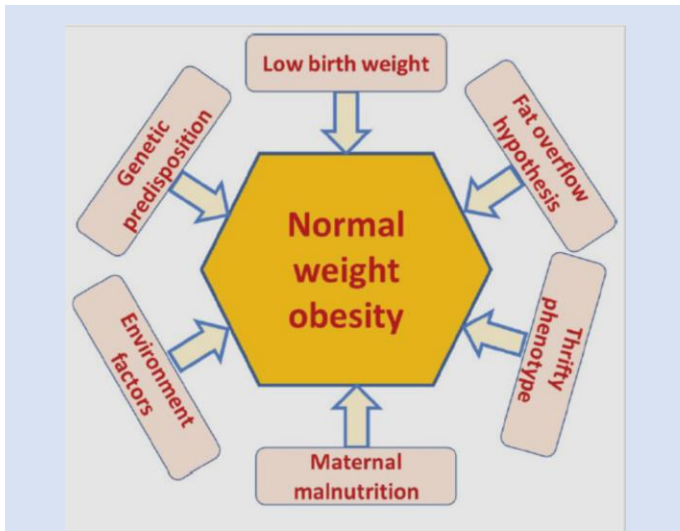 Low birth weight
Genetic
predisposition
Fat overflow
hypothesis
Normal
weight
obesity
Environment
factors
Thrifty
phenotype
Maternal
malnutrition